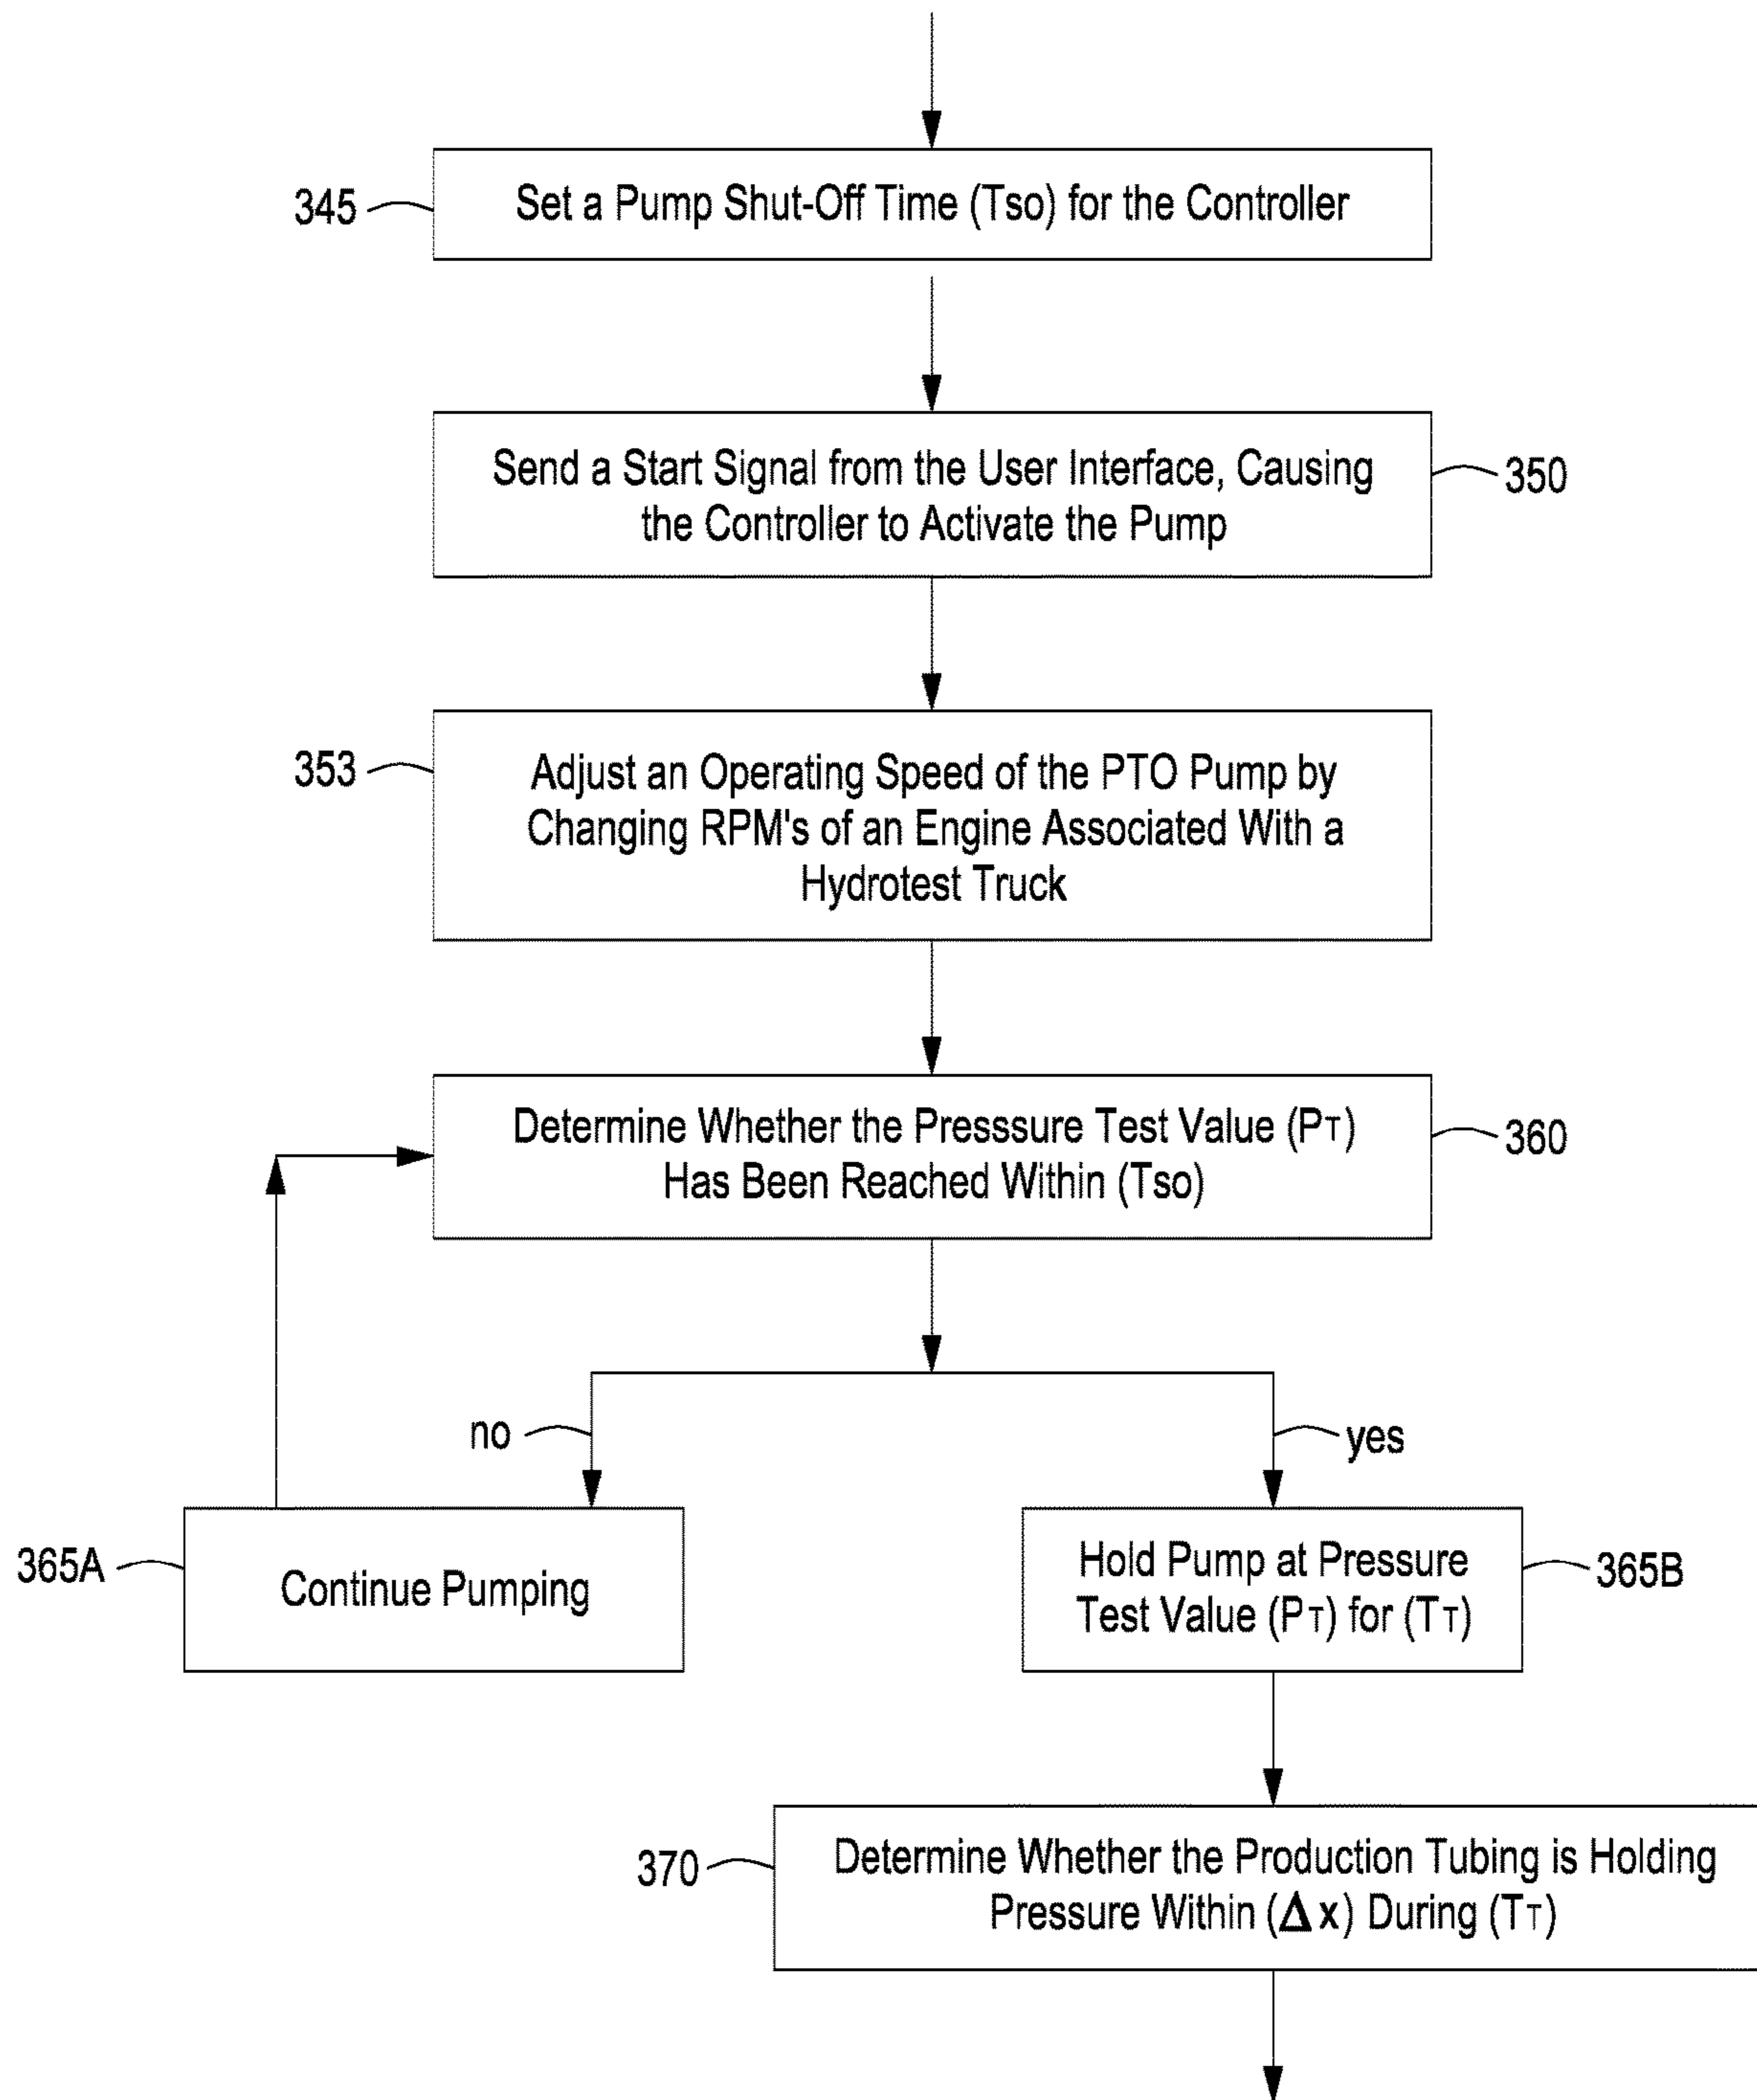 345
Set a Pump Shut-Off Time (Tso) for the Controller
Send a Start Signal from the User Interface, Causing
the Controller to Activate the Pump
350
353
Adjust an Operating Speed of the PTO Pump by
Changing RPM's of an Engine Associated With a
Hydrotest Truck
Determine Whether the Presssure Test Value (PT)
Has Been Reached Within (Tso)
360
no
yes
365A
Continue Pumping
Hold Pump at Pressure
Test Value (PT) for (TT)
365B
370
Determine Whether the Production Tubing is Holding
Pressure Within (Δ x) During (TT)